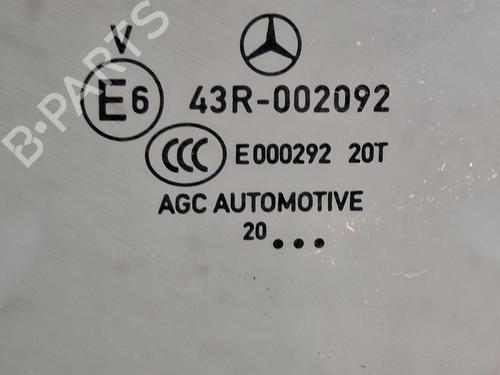 V
E6 43R-002092
CCC E000292 20T
AGC AUTOMOTIVE
20...
B-PARTS